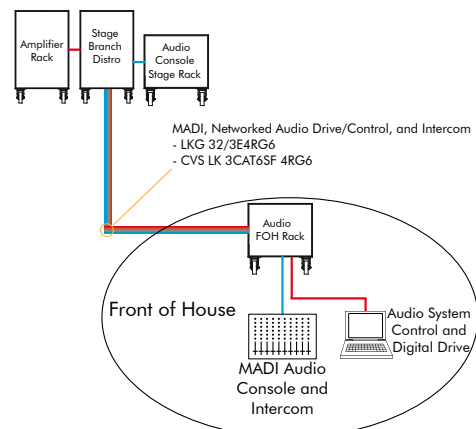 Amplifier
Rack
Stage
Branch
Distro
Audio
Console
Stage Rack
MADI, Networked Audio Drive/Control, and Intercom
- LKG 32/3E4RG6
- CVS LK 3CAT6SF 4RG6
Audio
FOH Rack
Front of House
MADI Audio
Console and
Intercom
Audio System
Control and
Digital Drive